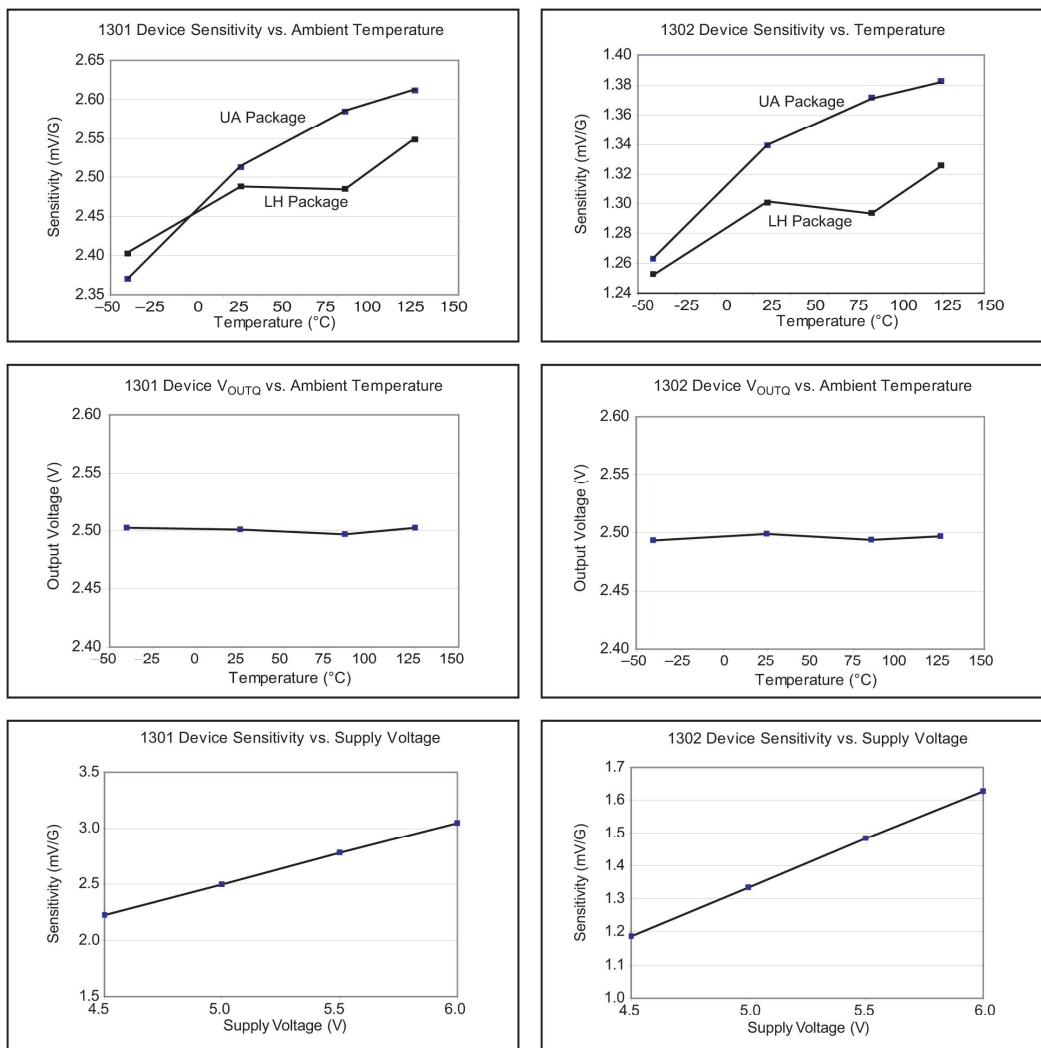 1301 Device Sensitivity vs. Ambient Temperature
2.65
2.60
2.55
2.50
2.45
2.40
2.35
Sensitivity (mV/G)
UA Package
LH Package
–50 –25 0 25 50 75 100 125 150
Temperature (°C)
1302 Device Sensitivity vs. Temperature
1.40
1.38
1.36
1.34
1.32
1.30
1.28
1.26
1.24
Sensitivity (mV/G)
UA Package
LH Package
-50 -25 0 25 50 75 100 125 150
Temperature (°C)
1301 Device VOUTQ vs. Ambient Temperature
2.60
2.55
2.50
2.45
2.40
Output Voltage (V)
–50 –25 0 25 50 75 100 125 150
Temperature (°C)
1302 Device VOUTQ vs. Ambient Temperature
2.60
2.55
2.50
2.45
2.40
Output Voltage (V)
–50 –25 0 25 50 75 100 125 150
Temperature (°C)
1301 Device Sensitivity vs. Supply Voltage
3.5
3.0
2.5
2.0
1.5
Sensitivity (mV/G)
4.5 5.0 5.5 6.0
Supply Voltage (V)
1302 Device Sensitivity vs. Supply Voltage
1.7
1.6
1.5
1.4
1.3
1.2
1.1
1.0
Sensitivity (mV/G)
4.5 5.0 5.5 6.0
Supply Voltage (V)